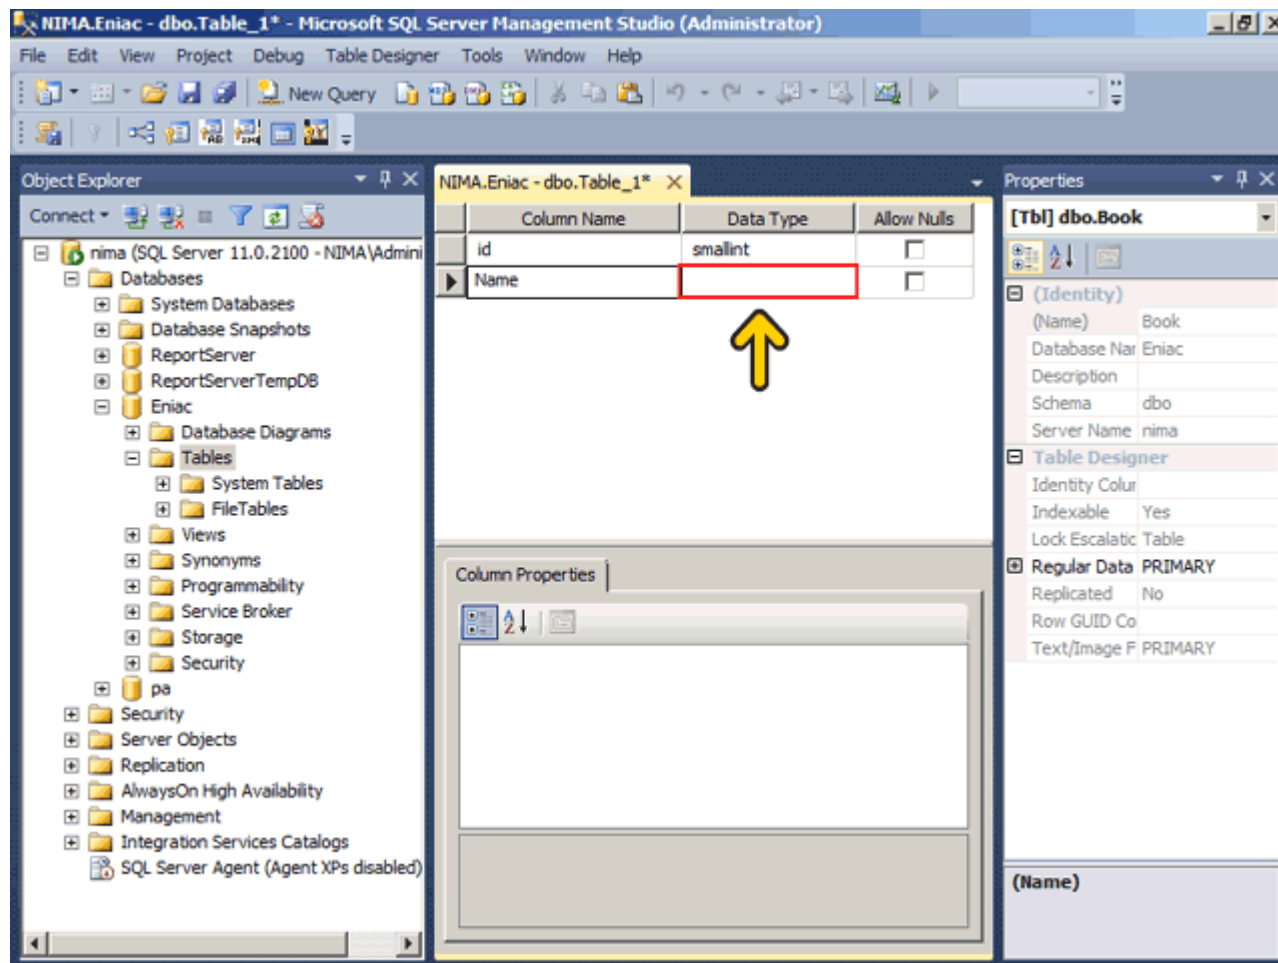 NIMA.Eniac - dbo.Table_1* - Microsoft SQL Server Management Studio (Administrator)
File Edit View Project Debug Table Designer Tools Window Help
New Query
Object Explorer
Connect
nima (SQL Server 11.0.2100 - NIMA\Admini
Databases
System Databases
Database Snapshots
ReportServer
ReportServerTempDB
Eniac
Database Diagrams
Tables
System Tables
FileTables
Views
Synonyms
Programmability
Service Broker
Storage
Security
pa
Security
Server Objects
Replication
AlwaysOn High Availability
Management
Integration Services Catalogs
SQL Server Agent (Agent XPs disabled)
NIMA.Eniac - dbo.Table_1*
Column Name Data Type Allow Nulls
id smallint
Name
Column Properties
Properties
[Tbl] dbo.Book
(Identity)
(Name) Book
Database Nar Eniac
Description
Schema dbo
Server Name nima
Table Designer
Identity Colur
Indexable Yes
Lock Escalatic Table
Regular Data PRIMARY
Replicated No
Row GUID Co
Text/Image F PRIMARY
(Name)